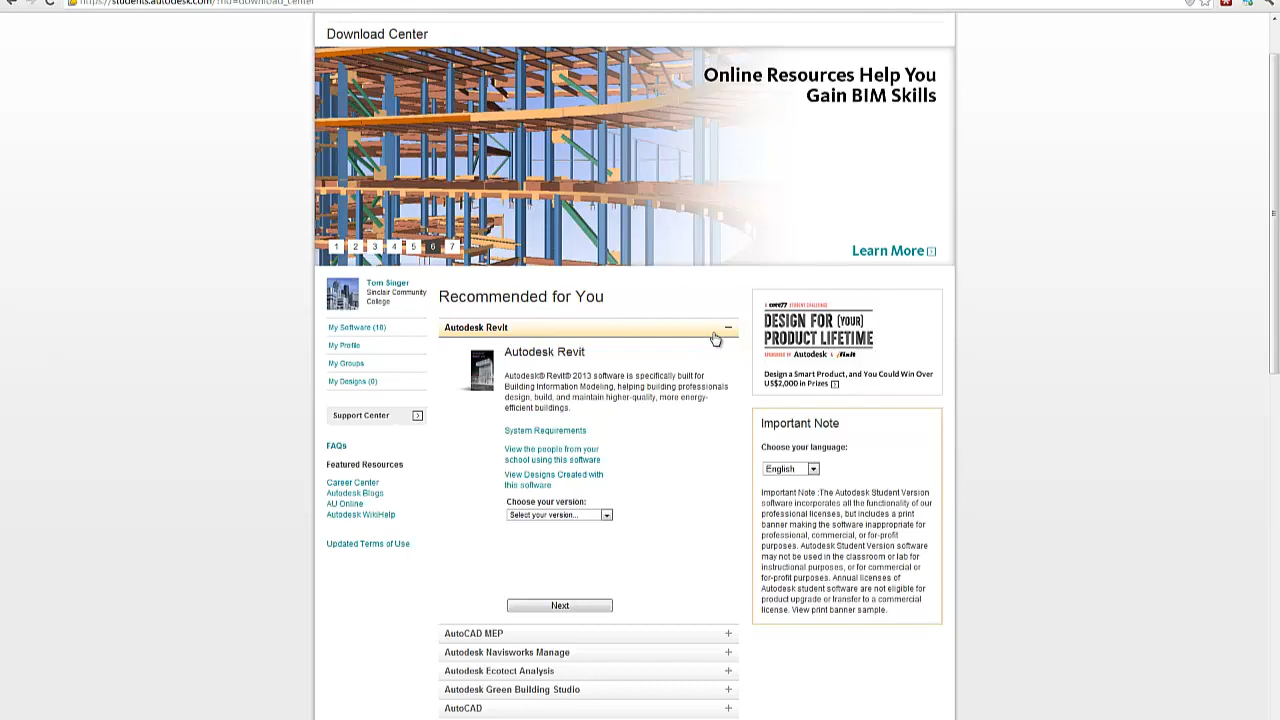 Download Center
Online Resources Help You
Gain BIM Skills
1 2 3 4 5 6 7
Learn More
Tom Singer
Sinclair Community
College
My Software (18)
My Profile
My Groups
My Designs (0)
Support Center
FAQs
Featured Resources
Career Center
Autodesk Blogs
AU Online
Autodesk WikiHelp
Updated Terms of Use
Recommended for You
Autodesk Revit
Autodesk Revit
Autodesk® Revit® 2013 software is specifically built for
Building Information Modeling, helping building professionals
design, build, and maintain higher-quality, more energy-
efficient buildings.
System Requirements
View the people from your
school using this software
View Designs Created with
this software
Choose your version:
Select your version...
Next
AutoCAD MEP
Autodesk Navisworks Manage
Autodesk Ecotect Analysis
Autodesk Green Building Studio
AutoCAD
STUDENT CHALLENGE
DESIGN FOR (YOUR)
PRODUCT LIFETIME
Autodesk &
Design a Smart Product, and You Could Win Over
US$2,000 in Prizes
Important Note
Choose your language:
English
Important Note :The Autodesk Student Version
software incorporates all the functionality of our
professional licenses, but includes a print
banner making the software inappropriate for
professional, commercial, or for-profit
purposes. Autodesk Student Version software
may not be used in the classroom or lab for
instructional purposes, or for commercial or
for-profit purposes. Annual licenses of
Autodesk student software are not eligible for
product upgrade or transfer to a commercial
license. View print banner sample.